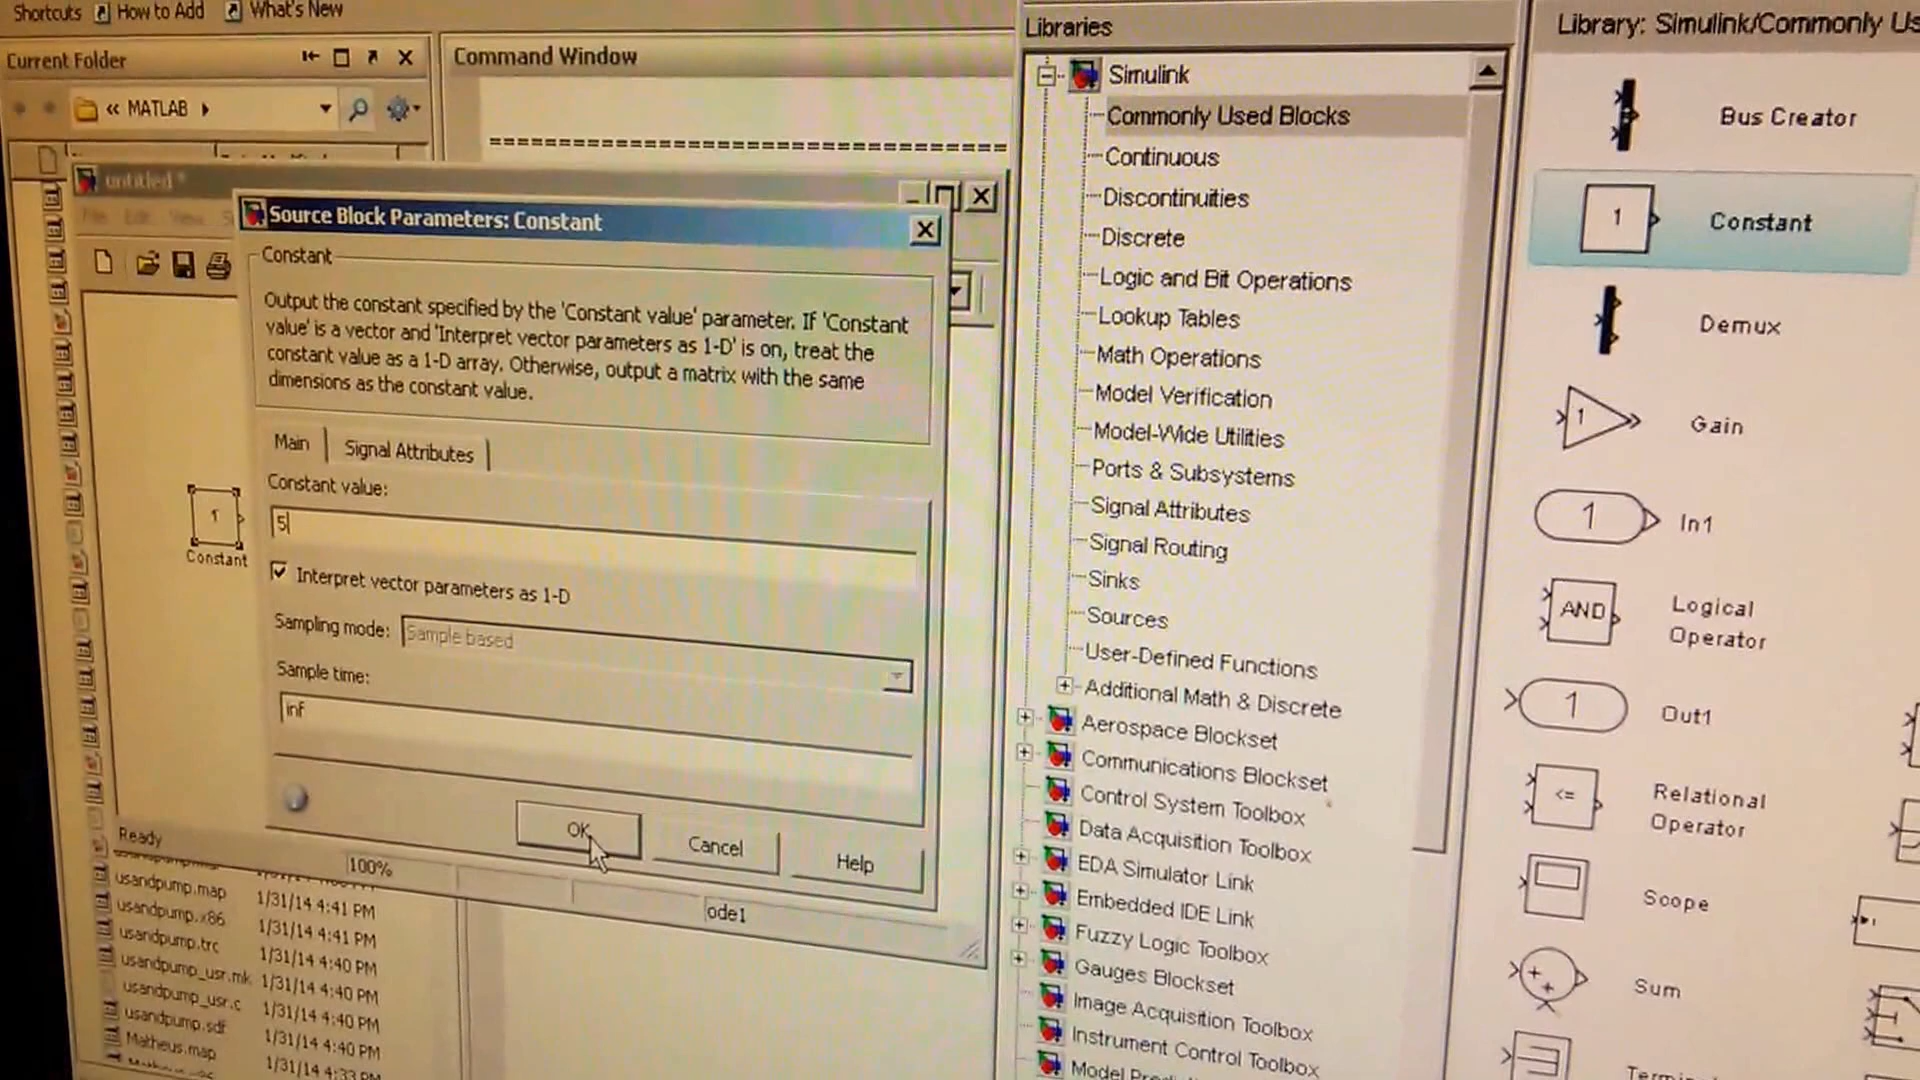 Shortcuts How to Add What's New
Current Folder
« MATLAB
Command Window
==================================
untitled *
Source Block Parameters: Constant
Constant
Output the constant specified by the 'Constant value' parameter. If 'Constant
value' is a vector and 'Interpret vector parameters as 1-D' is on, treat the
constant value as a 1-D array. Otherwise, output a matrix with the same
dimensions as the constant value.
Main
Signal Attributes
Constant value:
5
Interpret vector parameters as 1-D
Sampling mode:
Sample based
Sample time:
inf
OK
Cancel
Help
1
Constant
Ready
100%
ode1
usandpump.map 1/31/14 4:41 PM
usandpump.x86 1/31/14 4:41 PM
usandpump.trc 1/31/14 4:40 PM
usandpump_usr.mk 1/31/14 4:40 PM
usandpump_usr.c 1/31/14 4:40 PM
usandpump.sdf 1/31/14 4:40 PM
Matheus.map 1/31/14 4:33 PM
Libraries
Simulink
Commonly Used Blocks
Continuous
Discontinuities
Discrete
Logic and Bit Operations
Lookup Tables
Math Operations
Model Verification
Model-Wide Utilities
Ports & Subsystems
Signal Attributes
Signal Routing
Sinks
Sources
User-Defined Functions
Additional Math & Discrete
Aerospace Blockset
Communications Blockset
Control System Toolbox
Data Acquisition Toolbox
EDA Simulator Link
Embedded IDE Link
Fuzzy Logic Toolbox
Gauges Blockset
Image Acquisition Toolbox
Instrument Control Toolbox
Model
Library: Simulink/Commonly Us
Bus Creator
1
Constant
Demux
1
Gain
1
In1
AND
Logical
Operator
1
Out1
<=
Relational
Operator
Scope
Sum